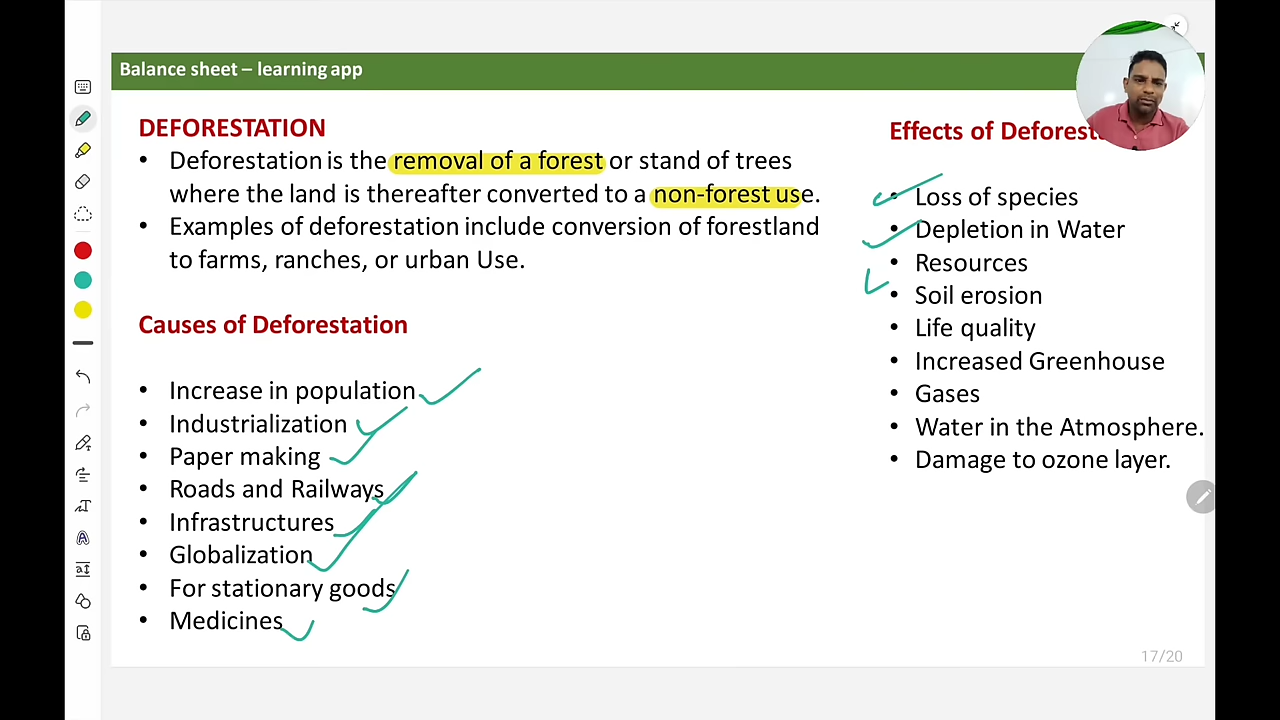 Balance sheet – learning app
DEFORESTATION
• Deforestation is the removal of a forest or stand of trees
where the land is thereafter converted to a non-forest use.
• Examples of deforestation include conversion of forestland
to farms, ranches, or urban Use.
Causes of Deforestation
• Increase in population
• Industrialization
• Paper making
• Roads and Railways
• Infrastructures
• Globalization
• For stationary goods
• Medicines
Effects of Deforest
• Loss of species
• Depletion in Water
• Resources
• Soil erosion
• Life quality
• Increased Greenhouse
• Gases
• Water in the Atmosphere.
• Damage to ozone layer.
17/20